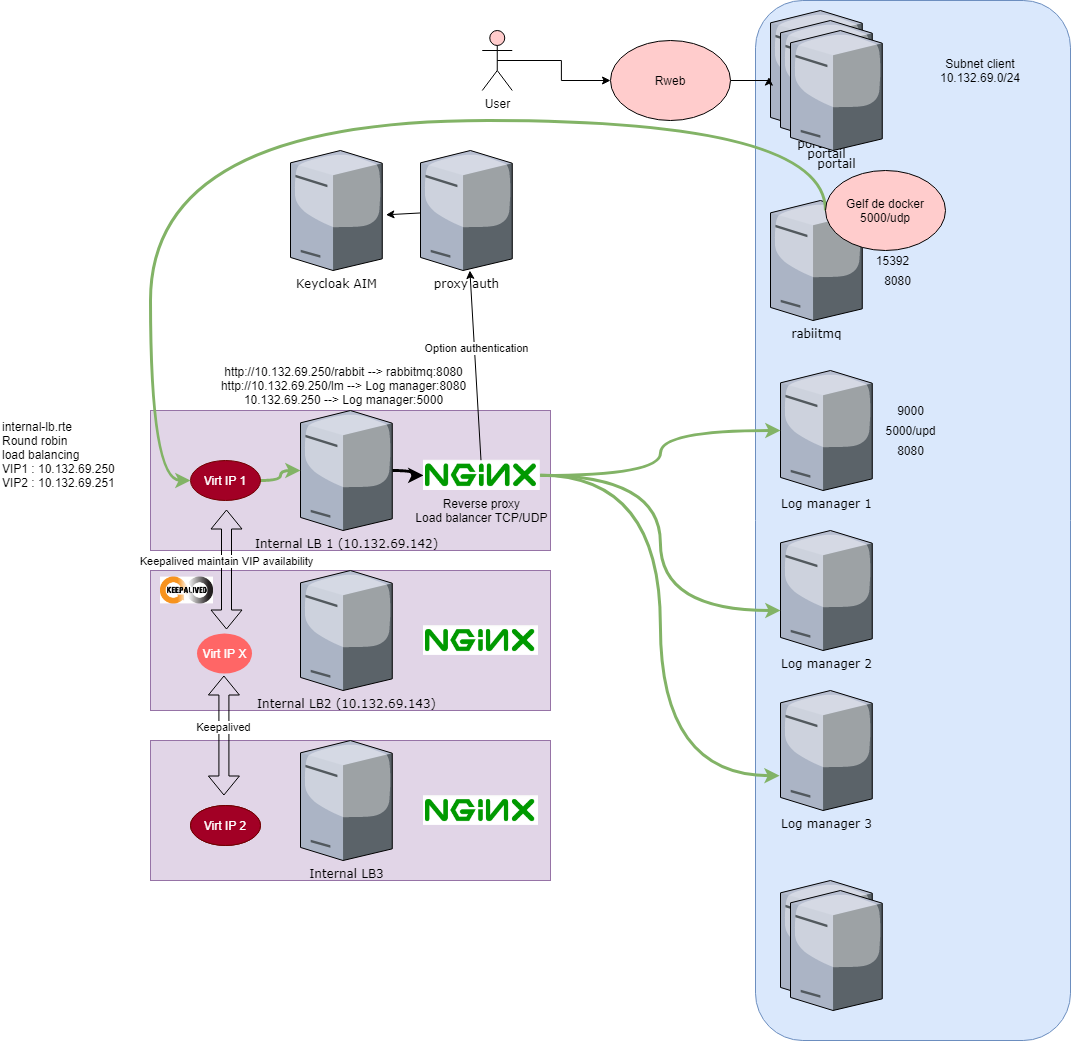 User
Rweb
Subnet client
10.132.69.0/24
portail
portail
Gelf de docker
5000/udp
15392
8080
rabiitmq
Keycloak AIM
proxy auth
Option authentication
http://10.132.69.250/rabbit --> rabbitmq:8080
http://10.132.69.250/lm --> Log manager:8080
10.132.69.250 --> Log manager:5000
internal-lb.rte
Round robin
load balancing
VIP1 : 10.132.69.250
VIP2 : 10.132.69.251
Virt IP 1
NGINX
Reverse proxy
Load balancer TCP/UDP
Internal LB 1 (10.132.69.142)
9000
5000/upd
8080
Log manager 1
Keepalived maintain VIP availability
KEEPALIVED
Virt IP X
NGINX
Internal LB2 (10.132.69.143)
Log manager 2
Keepalived
Virt IP 2
NGINX
Internal LB3
Log manager 3